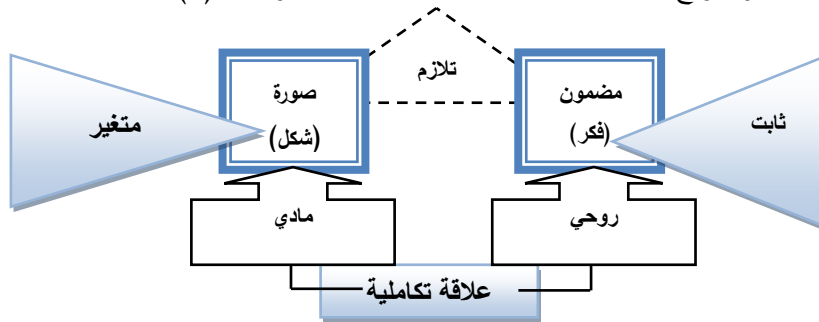 تلازم
مضمون
(فكر)
صورة
(شكل)
ثابت
متغير
روحي
مادي
علاقة تكاملية